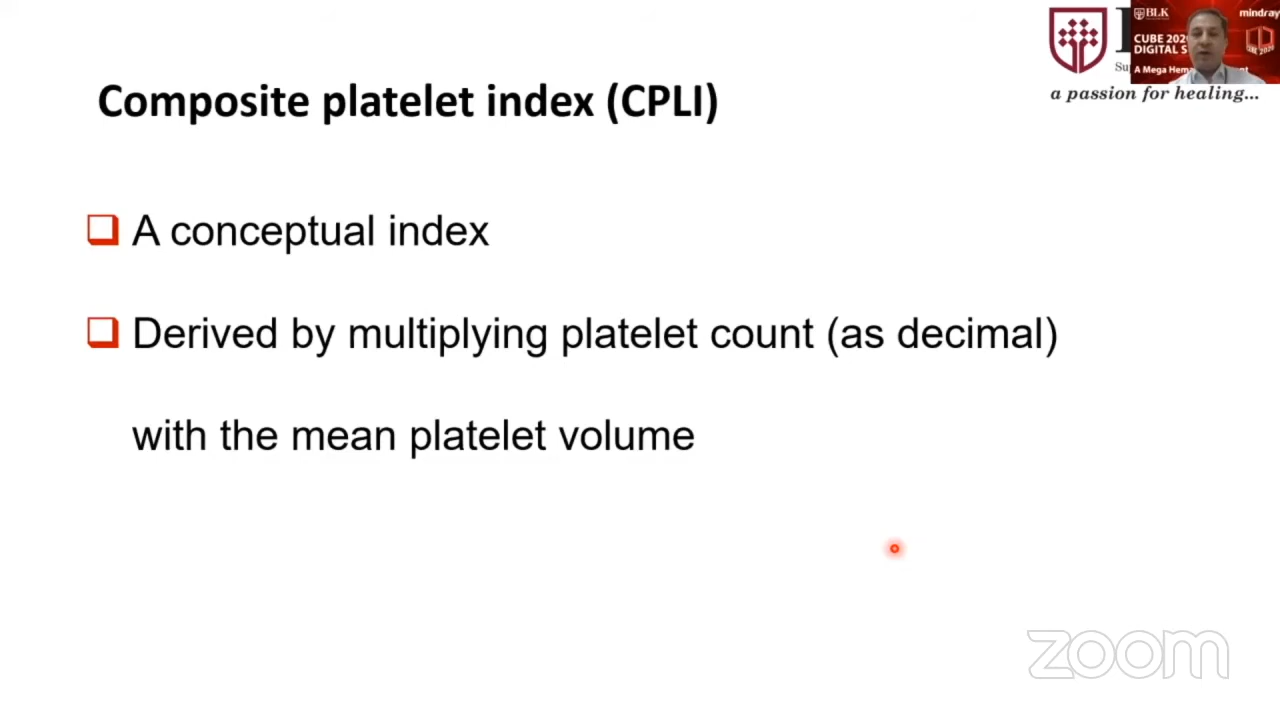 BLK
mindray
CUBE 202
DIGITAL S
A Mega Hema
a passion for healing...
Composite platelet index (CPLI)
❑ A conceptual index
❑ Derived by multiplying platelet count (as decimal)
with the mean platelet volume
zoom